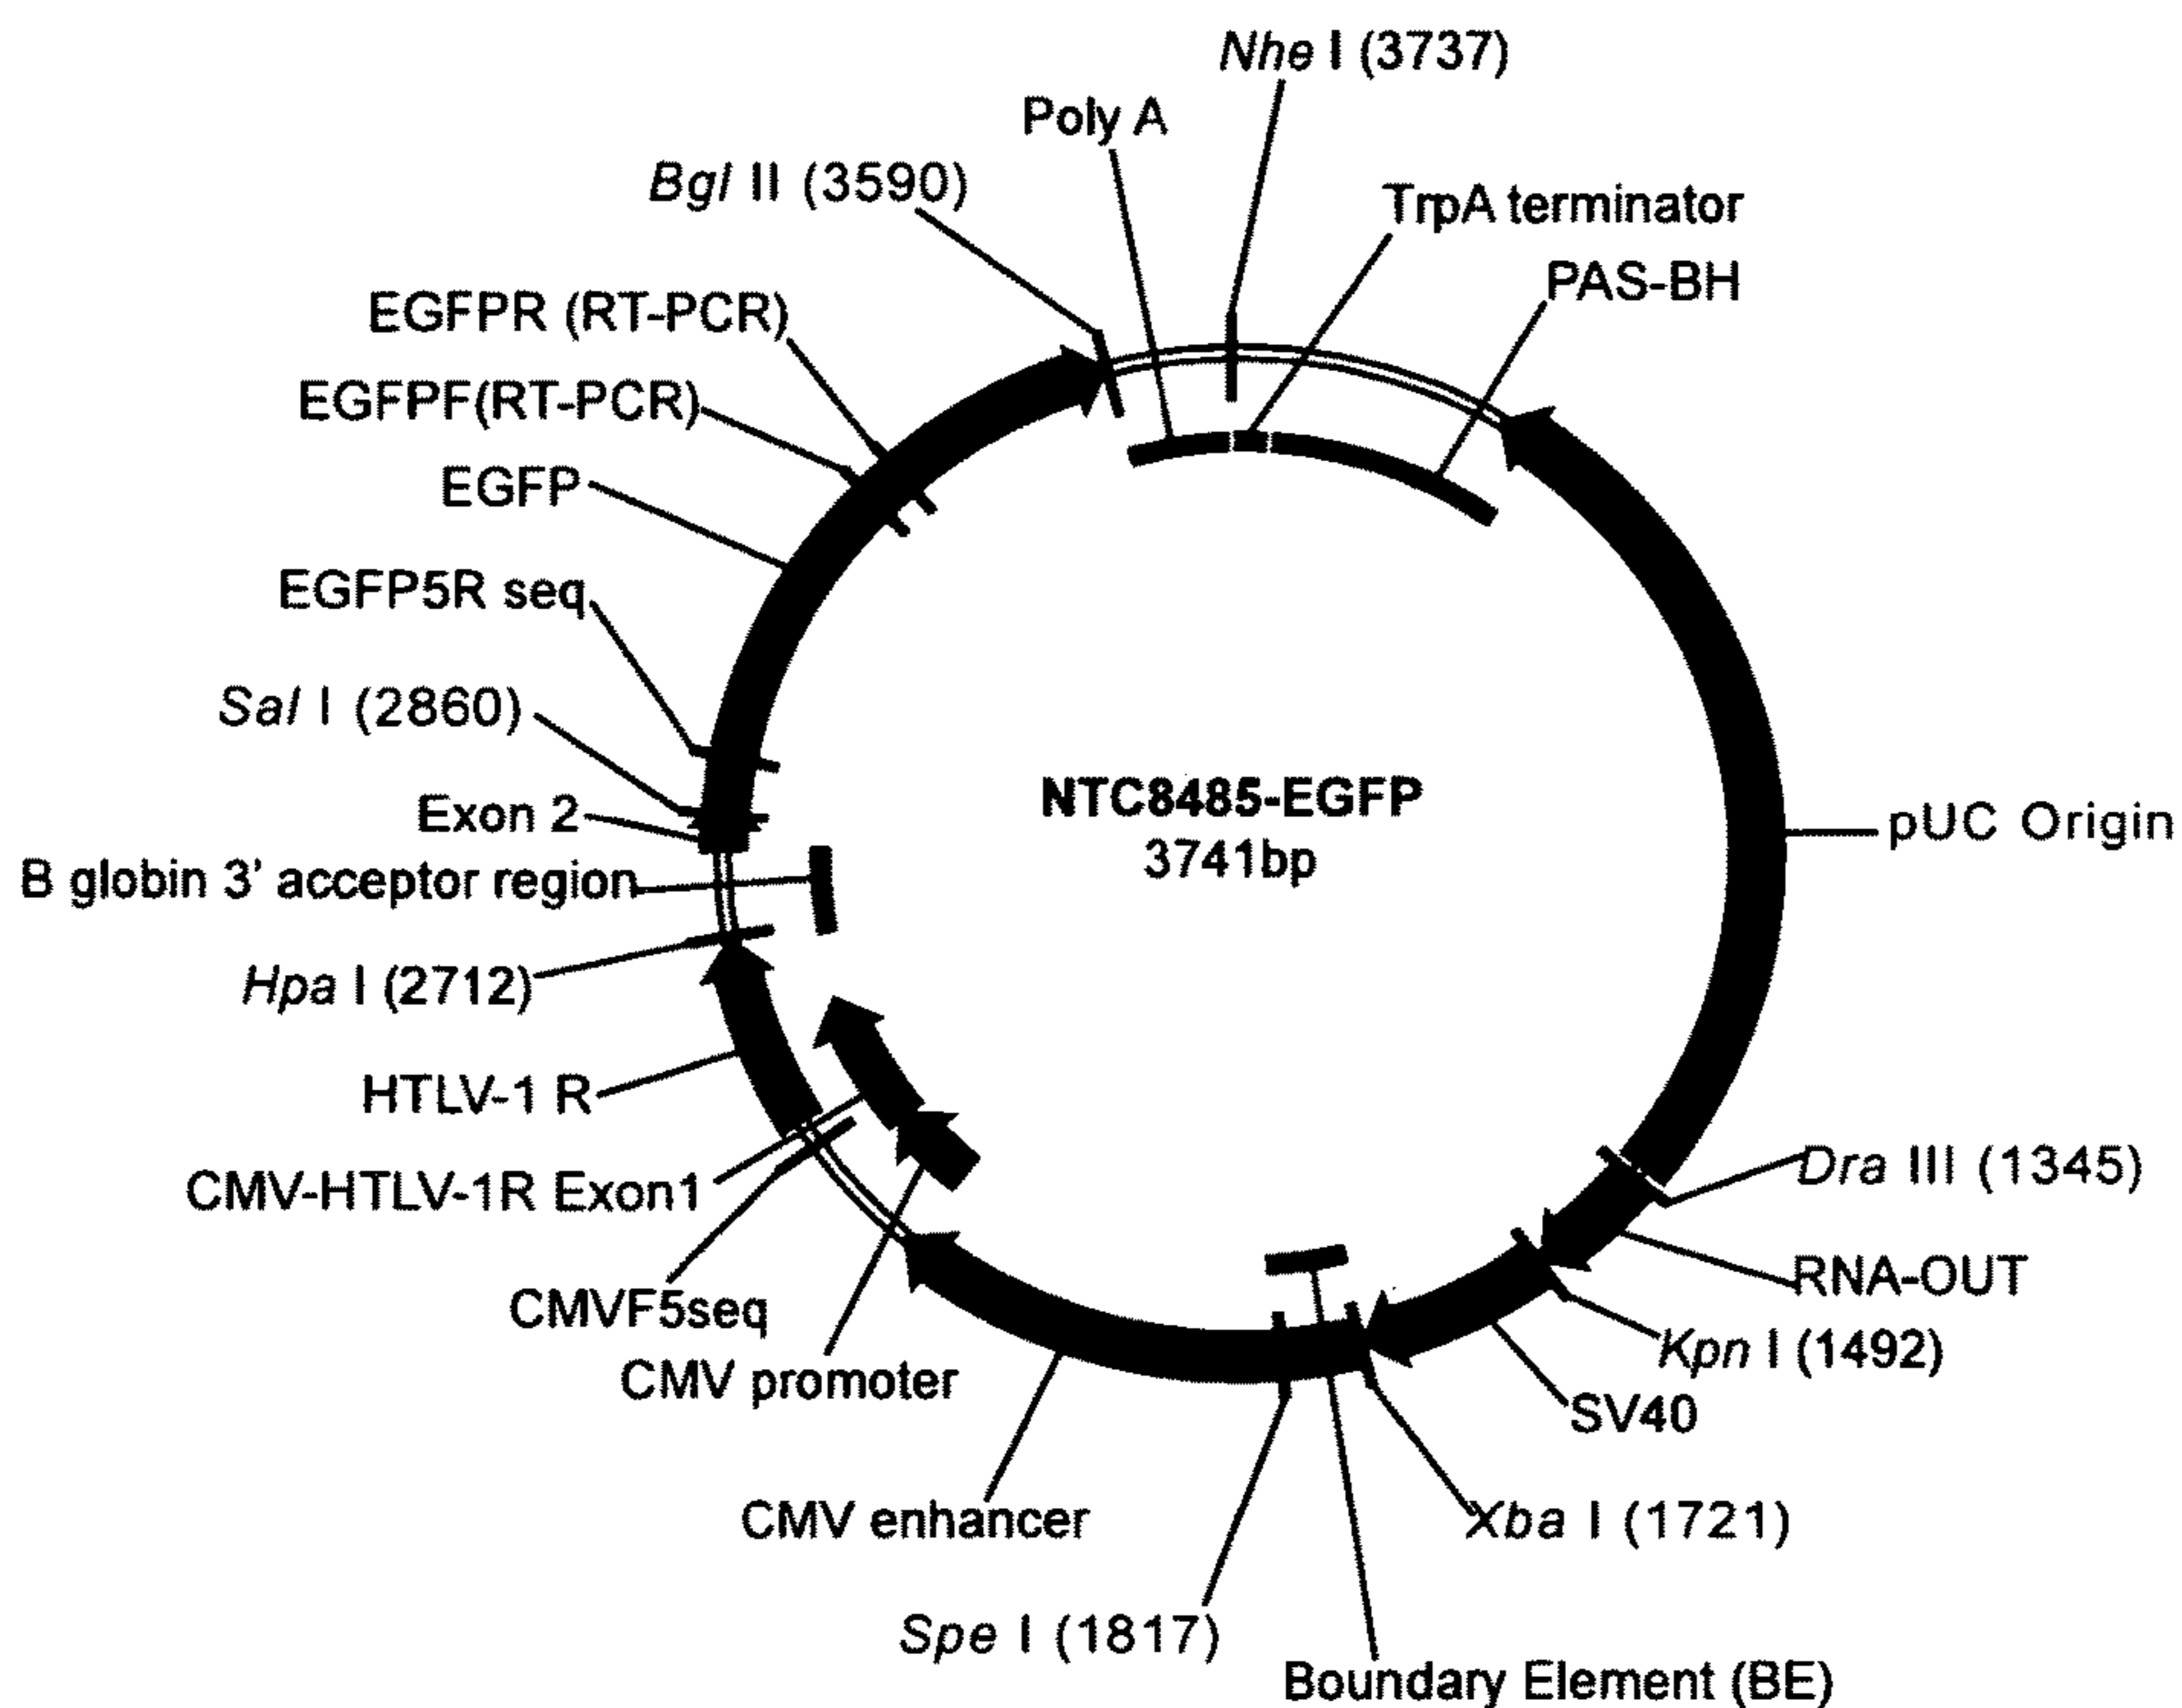 Nhe I (3737)
Poly A
Bgl II (3590)
TrpA terminator
PAS-BH
EGFPR (RT-PCR)
EGFPF(RT-PCR)
EGFP
EGFP5R seq
Sal I (2860)
Exon 2
B globin 3' acceptor region
NTC8485-EGFP
3741bp
pUC Origin
Hpa I (2712)
HTLV-1 R
CMV-HTLV-1R Exon1
CMVF5seq
CMV promoter
CMV enhancer
Spe I (1817)
Boundary Element (BE)
Xba I (1721)
SV40
Kpn I (1492)
RNA-OUT
Dra III (1345)